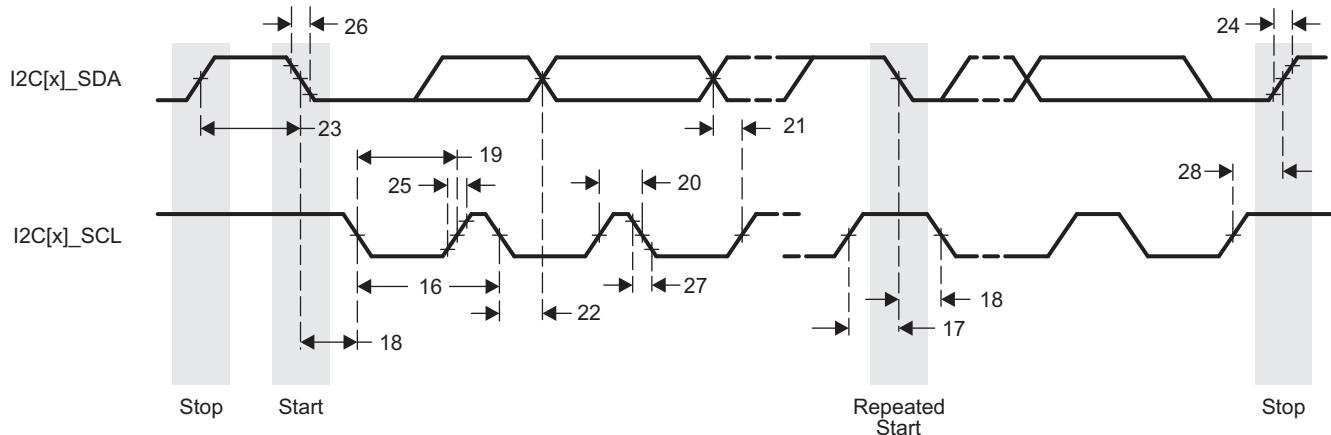 26
24
I2C[x]_SDA
23
21
19
25
20
28
I2C[x]_SCL
16
27
18
22
17
18
Stop
Start
Repeated
Start
Stop